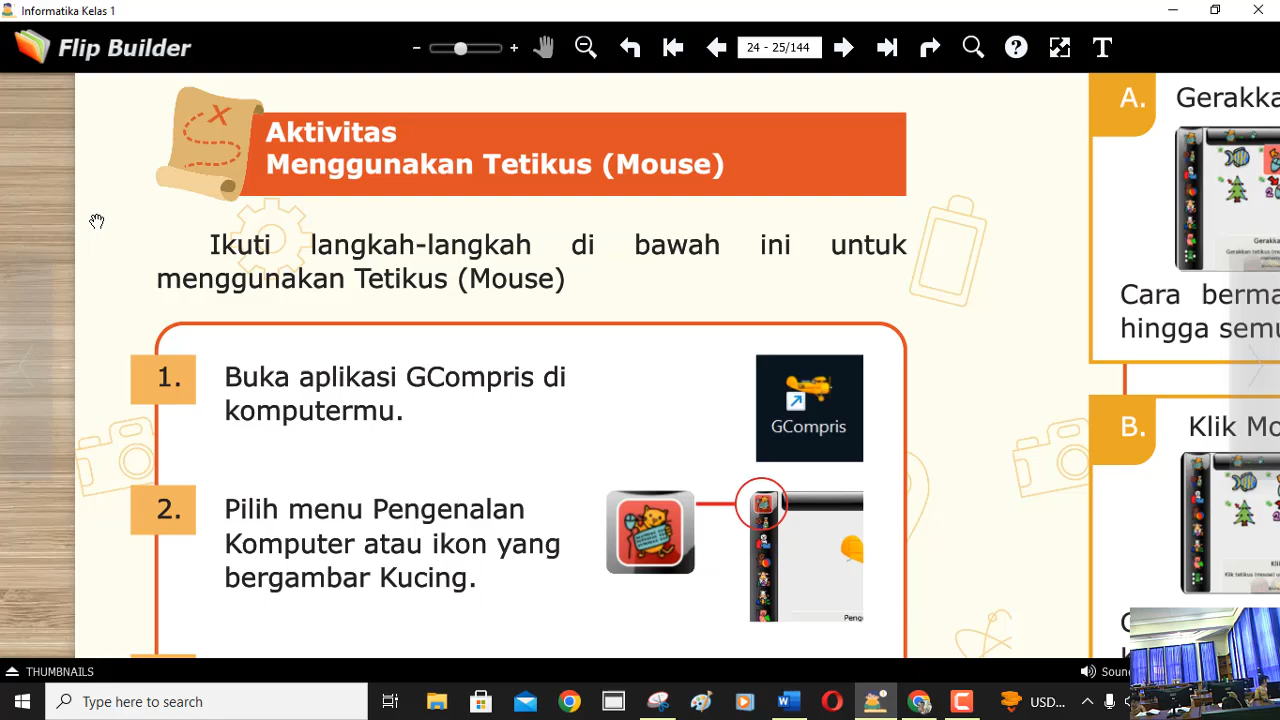 Informatika Kelas 1
Flip Builder
24 - 25/144
Aktivitas
Menggunakan Tetikus (Mouse)
Ikuti langkah-langkah di bawah ini untuk
menggunakan Tetikus (Mouse)
1. Buka aplikasi GCompris di
komputermu.
GCompris
2. Pilih menu Pengenalan
Komputer atau ikon yang
bergambar Kucing.
A. Gerakka
Cara berma
hingga semu
B. Klik Mo
THUMBNAILS
Soun
Type here to search
USD...